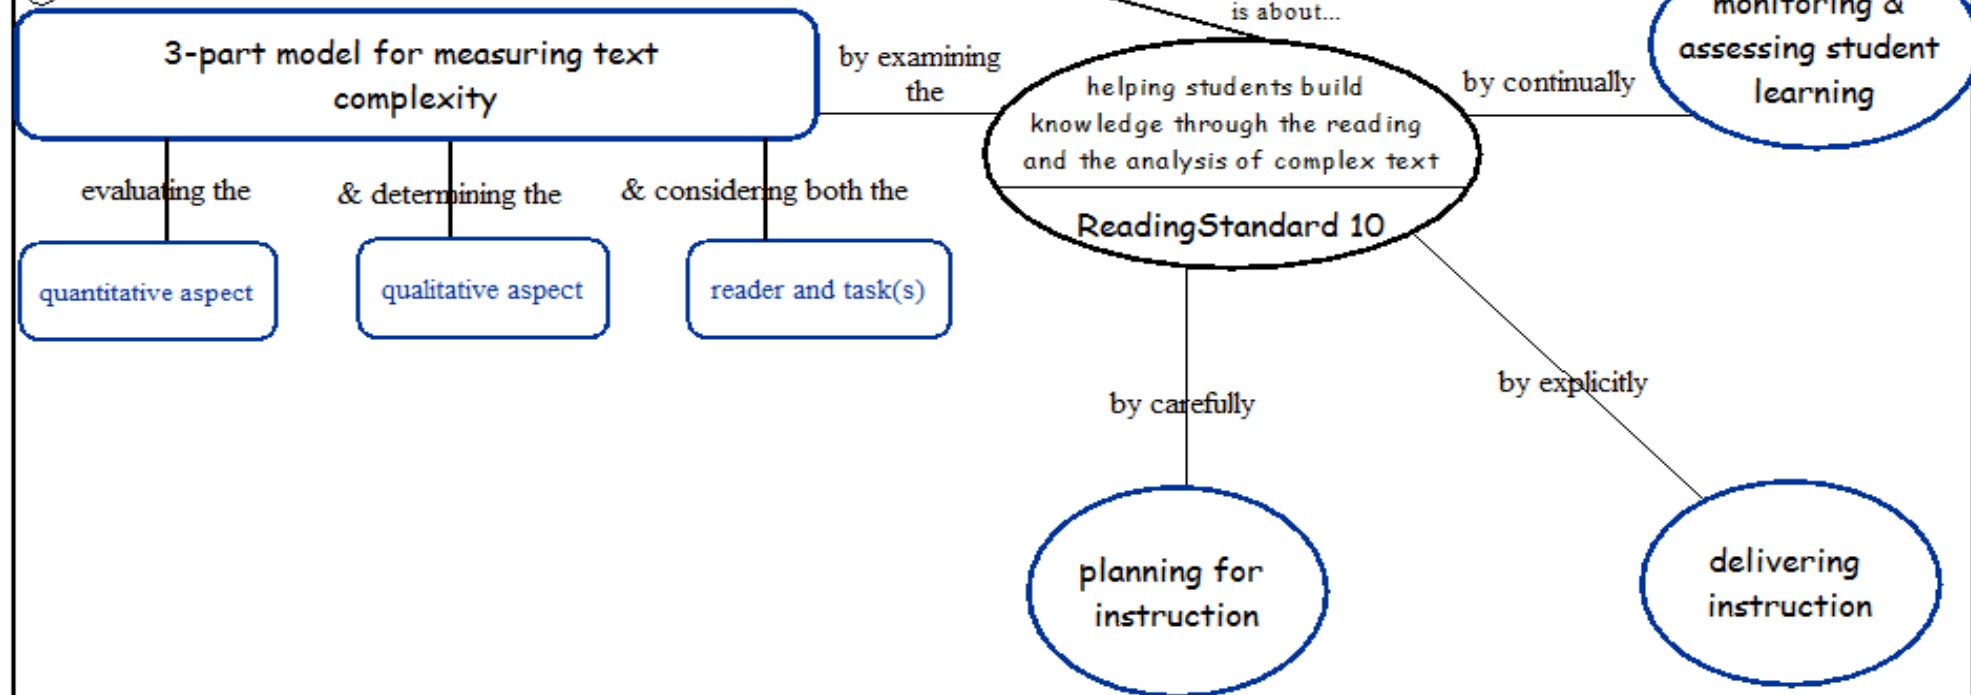 is about...
monitoring &
assessing student
learning
3-part model for measuring text
complexity
by examining
the
helping students build
knowledge through the reading
and the analysis of complex text
ReadingStandard 10
by continually
evaluating the
& determining the
& considering both the
quantitative aspect
qualitative aspect
reader and task(s)
by carefully
by explicitly
planning for
instruction
delivering
instruction